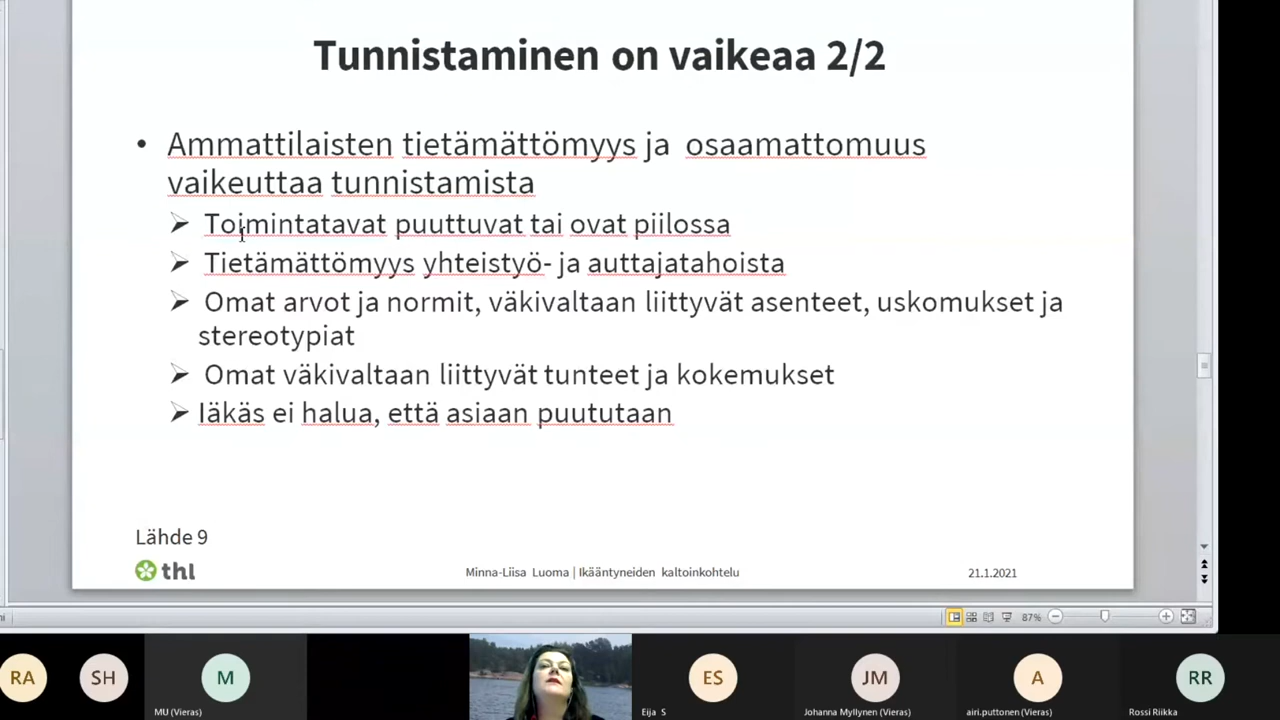 Tunnistaminen on vaikeaa 2/2
• Ammattilaisten tietämättömyys ja osaamattomuus
vaikeuttaa tunnistamista
➢ Toimintatavat puuttuvat tai ovat piilossa
➢ Tietämättömyys yhteistyö- ja auttajatahoista
➢ Omat arvot ja normit, väkivaltaan liittyvät asenteet, uskomukset ja
stereotypiat
➢ Omat väkivaltaan liittyvät tunteet ja kokemukset
➢ Iäkäs ei halua, että asiaan puututaan
Lähde 9
thl
Minna-Liisa Luoma | Ikääntyneiden kaltoinkohtelu
21.1.2021
87%
RA
SH
M
ES
JM
A
RR
MU (Vieras)
Eija S
Johanna Myllynen (Vieras)
airi.puttonen (Vieras)
Rossi Riikka